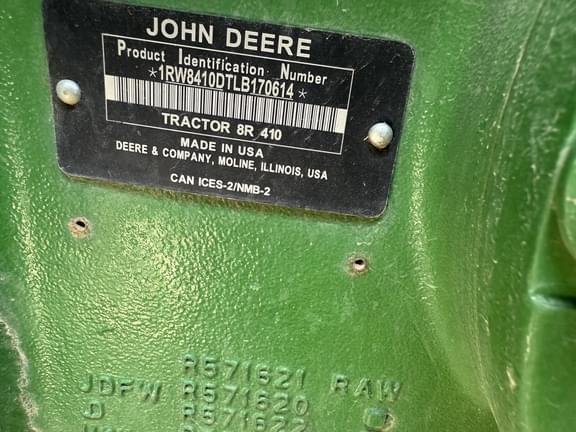 JOHN DEERE
Product Identification Number
*1RW8410DTLB170614*
TRACTOR 8R 410
MADE IN USA
DEERE & COMPANY, MOLINE, ILLINOIS, USA
CAN ICES-2/NMB-2
R571621 RAW
JDFW R571620
D R571622